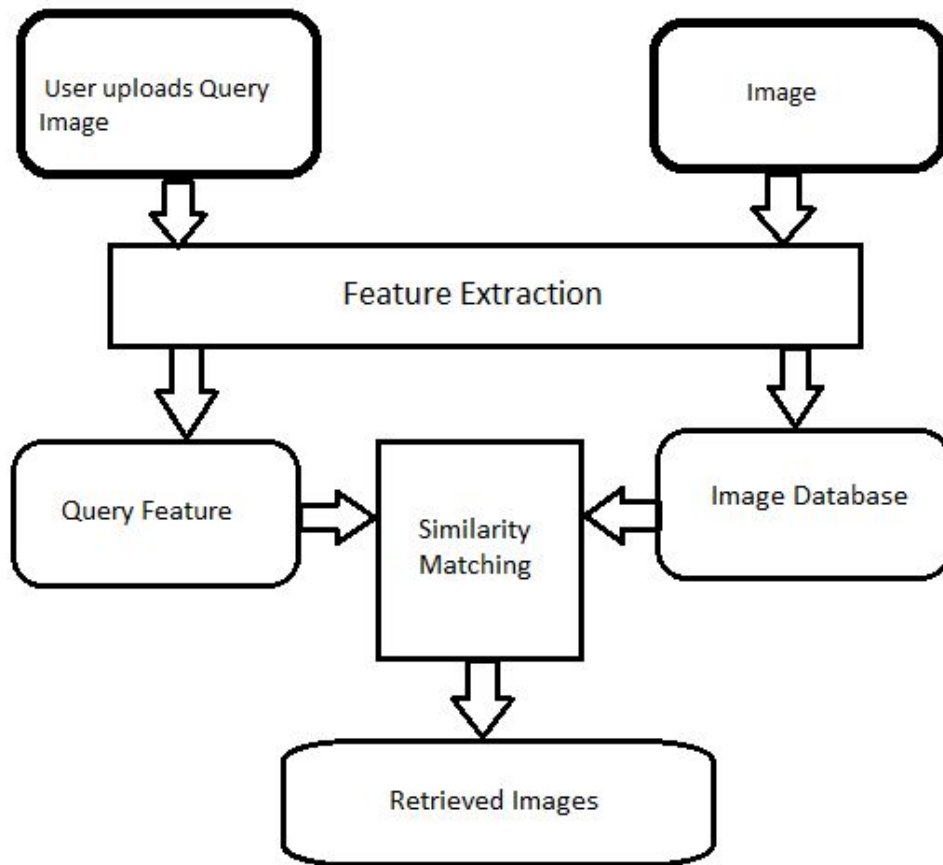 User uploads Query
Image
Image
Feature Extraction
Query Feature
Similarity
Matching
Image Database
Retrieved Images